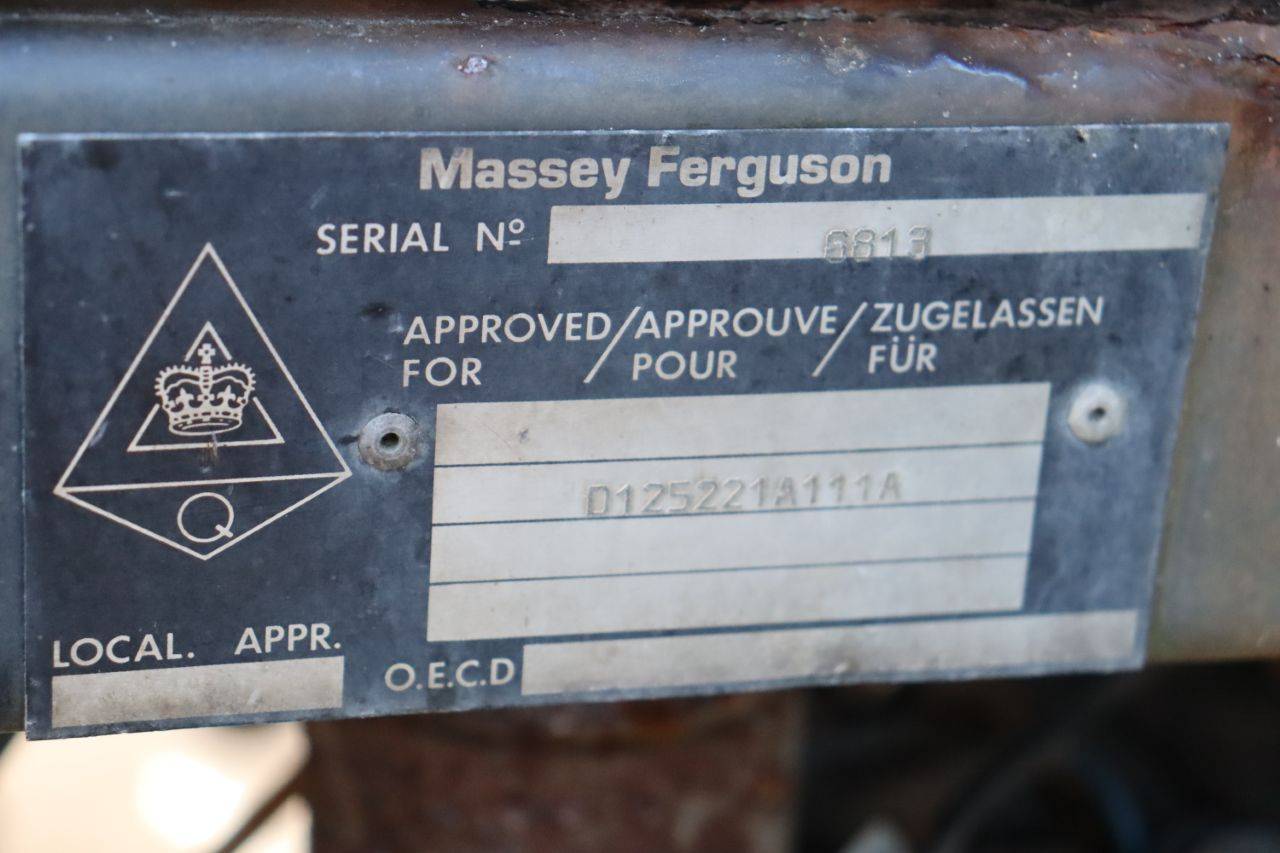 Massey Ferguson
SERIAL Nº 6813
APPROVED / APPROUVE / ZUGELASSEN
FOR POUR FÜR
D125221A111A
Q
LOCAL. APPR.
O.E.C.D